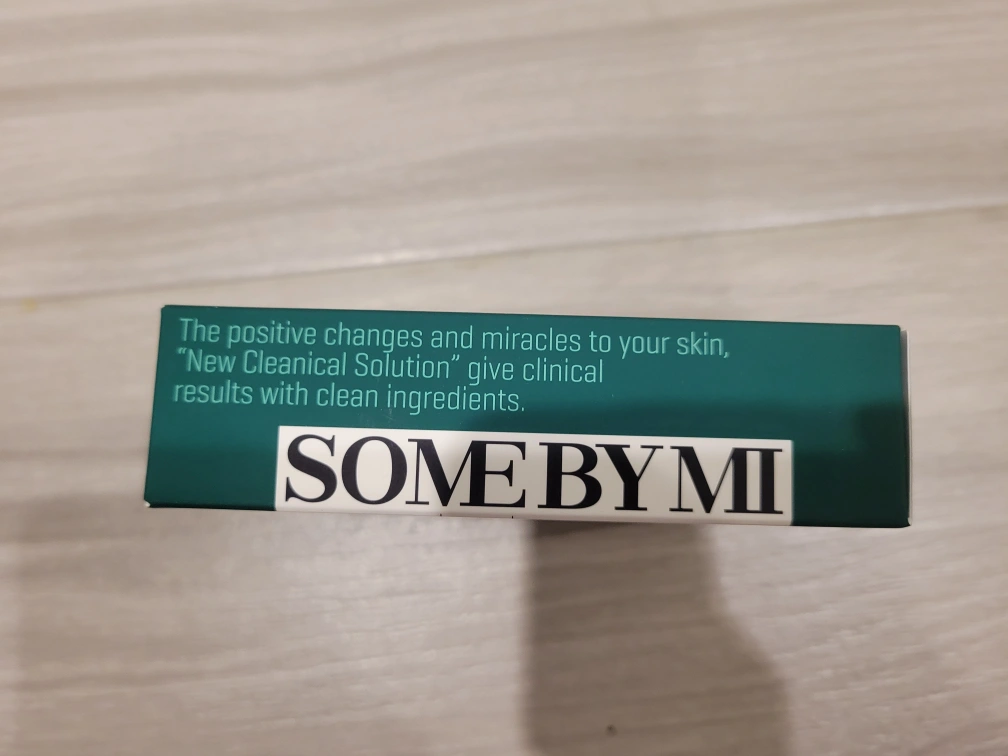 The positive changes and miracles to your skin,
"New Cleanical Solution" give clinical
results with clean ingredients.
SOME BY MI